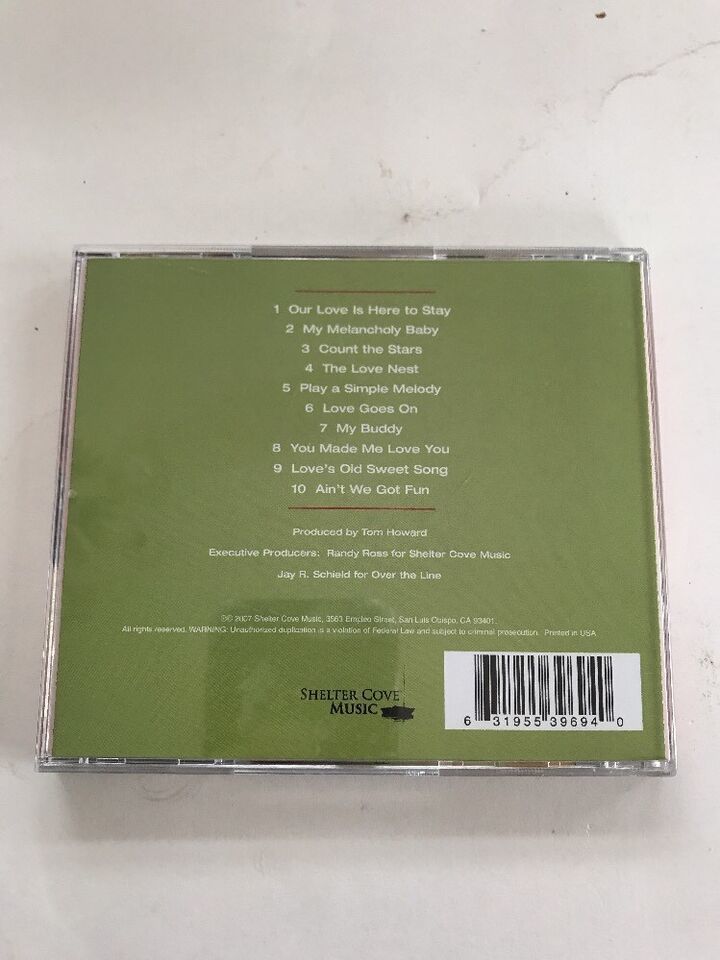 1 Our Love Is Here to Stay
2 My Melancholy Baby
3 Count the Stars
4 The Love Nest
5 Play a Simple Melody
6 Love Goes On
7 My Buddy
8 You Made Me Love You
9 Love's Old Sweet Song
10 Ain't We Got Fun
Produced by Tom Howard
Executive Producers: Randy Ross for Shelter Cove Music
Jay R. Schield for Over the Line
℗© 2007 Shelter Cove Music, 3563 Empleo Street, San Luis Obispo, CA 93401.
All rights reserved. WARNING: Unauthorized duplication is a violation of Federal Law and subject to criminal prosecution. Printed in USA
SHELTER COVE
MUSIC
6 31955 39694 0